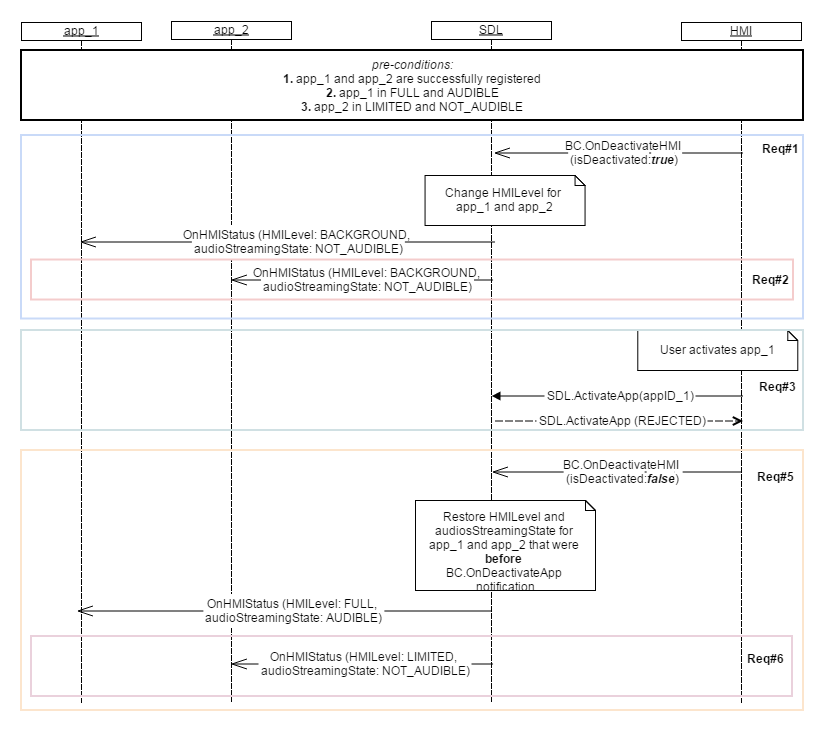 app_1
app_2
SDL
HMI
pre-conditions:
1. app_1 and app_2 are successfully registered
2. app_1 in FULL and AUDIBLE
3. app_2 in LIMITED and NOT_AUDIBLE
BC.OnDeactivateHMI
(isDeactivated:true)
Req#1
Change HMILevel for
app_1 and app_2
OnHMIStatus (HMILevel: BACKGROUND,
audioStreamingState: NOT_AUDIBLE)
OnHMIStatus (HMILevel: BACKGROUND,
audioStreamingState: NOT_AUDIBLE)
Req#2
User activates app_1
Req#3
SDL.ActivateApp(appID_1)
SDL.ActivateApp (REJECTED)
BC.OnDeactivateHMI
(isDeactivated:false)
Req#5
Restore HMILevel and
audiosStreamingState for
app_1 and app_2 that were
before
BC.OnDeactivateApp
notification
OnHMIStatus (HMILevel: FULL,
audioStreamingState: AUDIBLE)
OnHMIStatus (HMILevel: LIMITED,
audioStreamingState: NOT_AUDIBLE)
Req#6